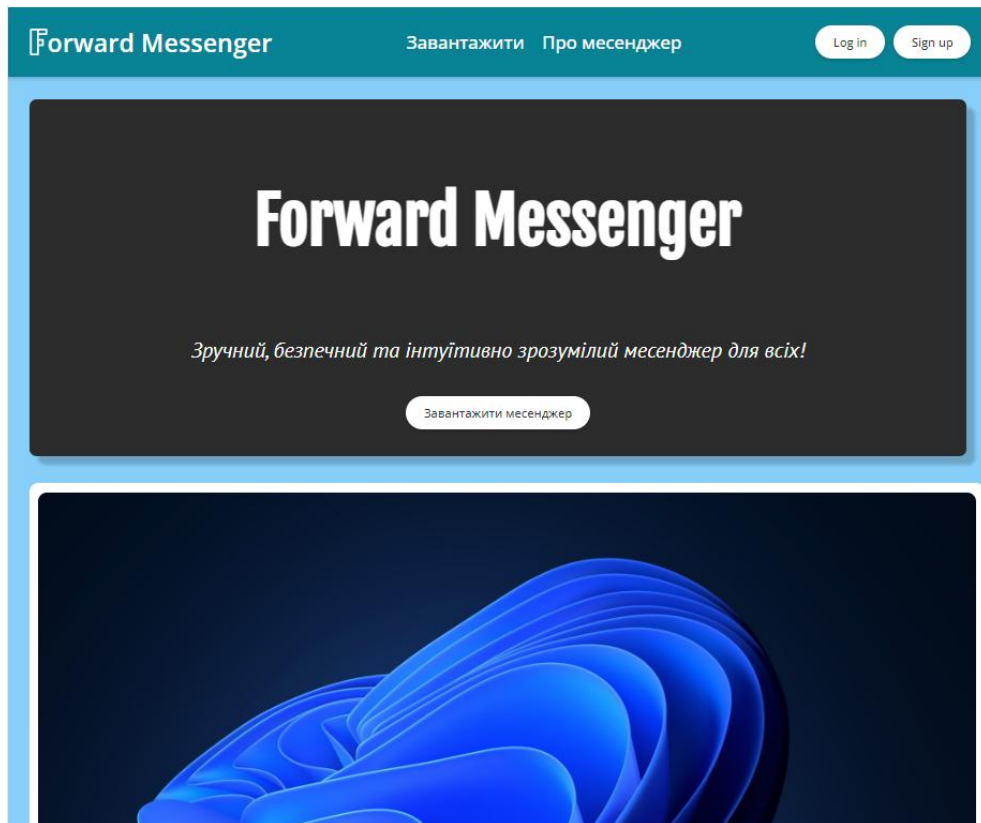 Forward Messenger
Завантажити Про месенджер
Log in Sign up
Forward Messenger
Зручний, безпечний та інтуїтивно зрозумілий месенджер для всіх!
Завантажити месенджер